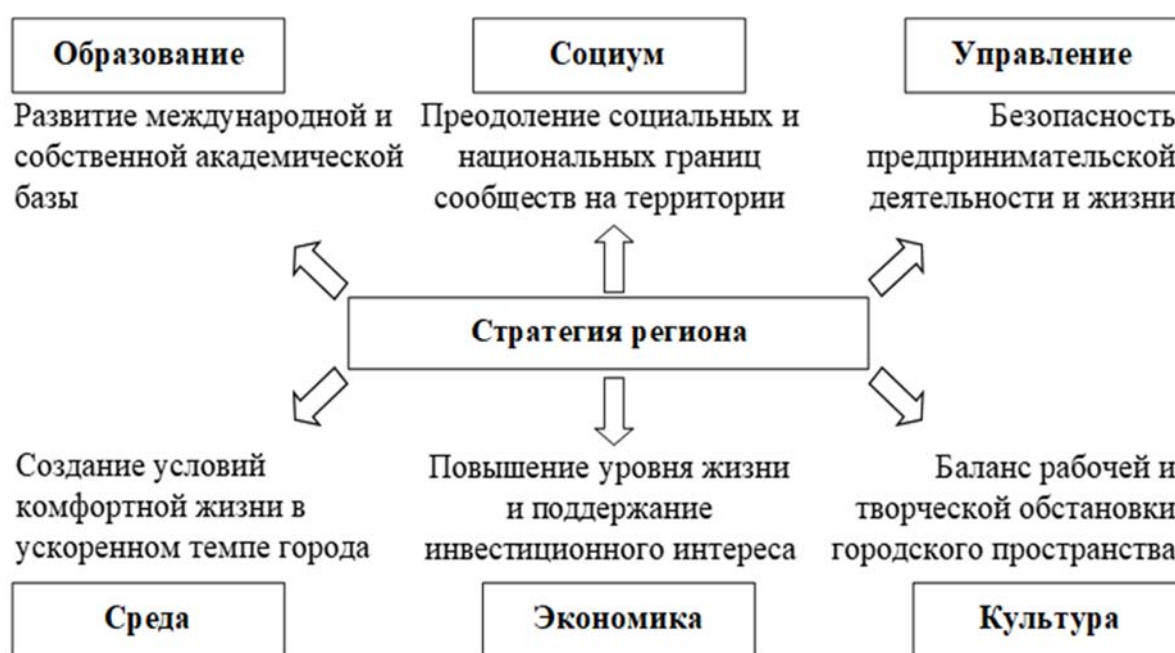 Образование
Развитие международной и
собственной академической
базы
Социум
Преодоление социальных и
национальных границ
сообществ на территории
Управление
Безопасность
предпринимательской
деятельности и жизни
Стратегия региона
Создание условий
комфортной жизни в
ускоренном темпе города
Среда
Повышение уровня жизни
и поддержание
инвестиционного интереса
Экономика
Баланс рабочей и
творческой обстановки
городского пространства
Культура